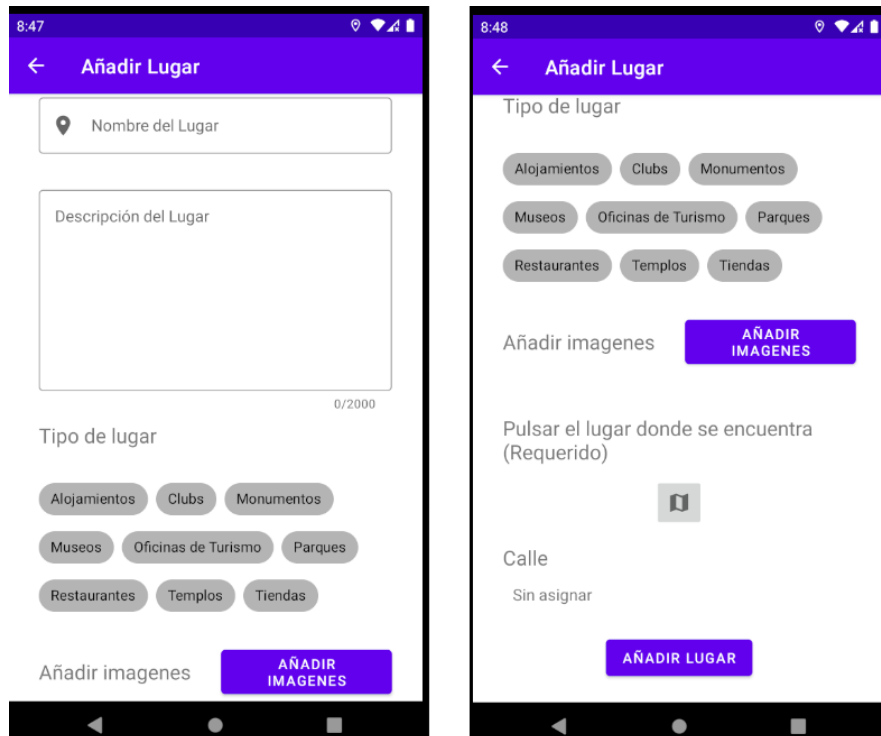 8:47
Añadir Lugar
Nombre del Lugar
Descripción del Lugar
0/2000
Tipo de lugar
Alojamientos Clubs Monumentos
Museos Oficinas de Turismo Parques
Restaurantes Templos Tiendas
Añadir imagenes
AÑADIR
IMAGENES
8:48
Añadir Lugar
Tipo de lugar
Alojamientos Clubs Monumentos
Museos Oficinas de Turismo Parques
Restaurantes Templos Tiendas
Añadir imagenes
AÑADIR
IMAGENES
Pulsar el lugar donde se encuentra
(Requerido)
Calle
Sin asignar
AÑADIR LUGAR